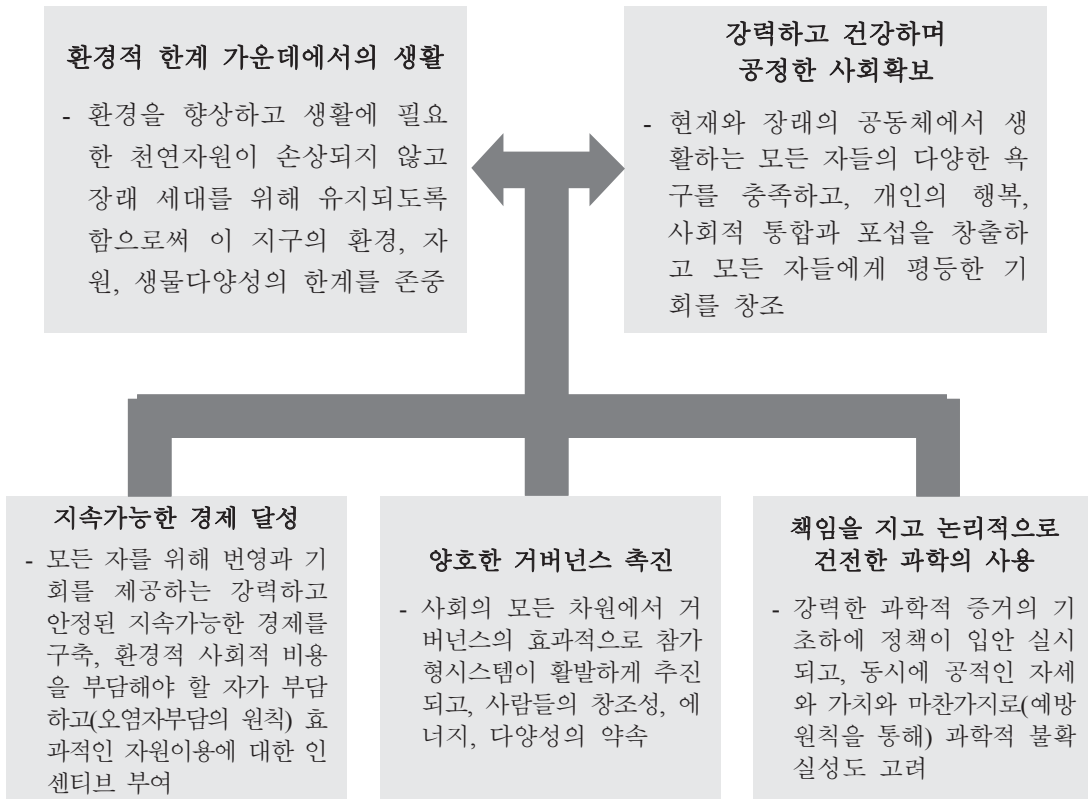 환경적 한계 가운데에서의 생활
- 환경을 향상하고 생활에 필요
한 천연자원이 손상되지 않고
장래 세대를 위해 유지되도록
함으로써 이 지구의 환경, 자
원, 생물다양성의 한계를 존중
강력하고 건강하며
공정한 사회확보
- 현재와 장래의 공동체에서 생
활하는 모든 자들의 다양한 욕
구를 충족하고, 개인의 행복,
사회적 통합과 포섭을 창출하
고 모든 자들에게 평등한 기
회를 창조
지속가능한 경제 달성
- 모든 자를 위해 번영과 기
회를 제공하는 강력하고
안정된 지속가능한 경제를
구축, 환경적 사회적 비용
을 부담해야 할 자가 부담
하고(오염자부담의 원칙) 효
과적인 자원이용에 대한 인
센티브 부여
양호한 거버넌스 촉진
- 사회의 모든 차원에서 거
버넌스의 효과적으로 참가
형시스템이 활발하게 추진
되고, 사람들의 창조성, 에
너지, 다양성의 약속
책임을 지고 논리적으로
건전한 과학의 사용
- 강력한 과학적 증거의 기
초하에 정책이 입안 실시
되고, 동시에 공적인 자세
와 가치와 마찬가지로(예방
원칙을 통해) 과학적 불확
실성도 고려